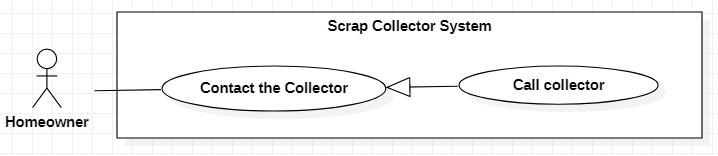 Scrap Collector System
Contact the Collector
Call collector
Homeowner